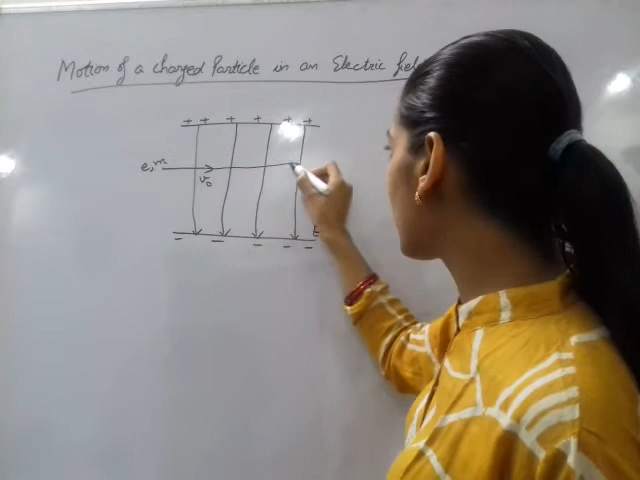 Motion of a charged Particle in an Electric field
+ + + + + +
e, m
v₀
E
- - - - -